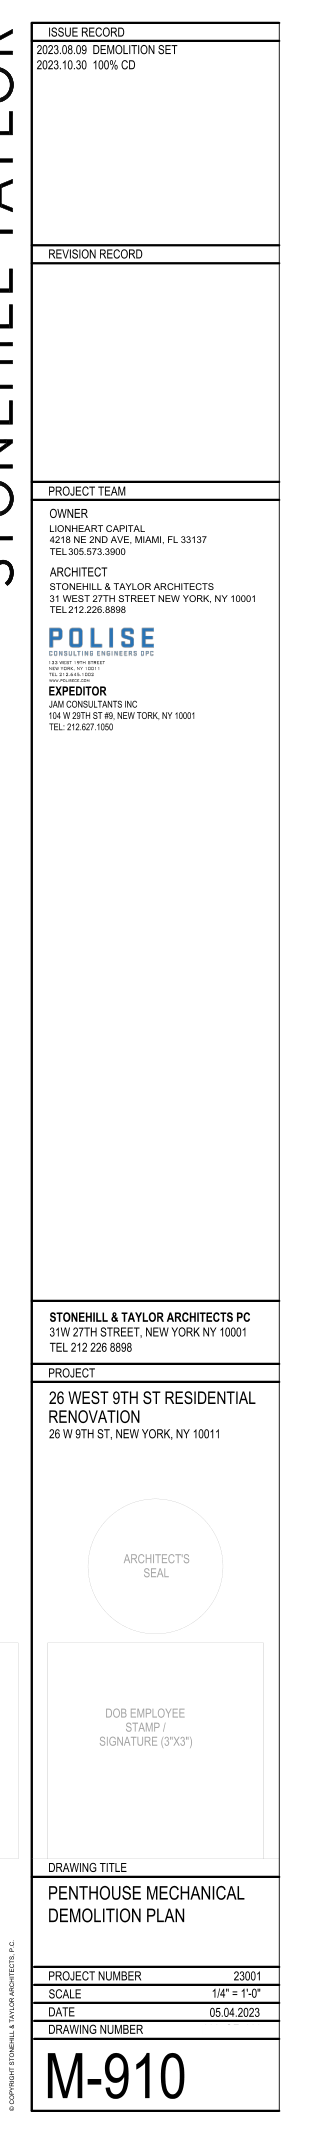 STONEHILL TAYLOR
ISSUE RECORD
2023.08.09 DEMOLITION SET
2023.10.30 100% CD
REVISION RECORD
PROJECT TEAM
OWNER
LIONHEART CAPITAL
4218 NE 2ND AVE, MIAMI, FL 33137
TEL 305.573.3900
ARCHITECT
STONEHILL & TAYLOR ARCHITECTS
31 WEST 27TH STREET NEW YORK, NY 10001
TEL 212.226.8898
POLISE
CONSULTING ENGINEERS DPC
133 WEST 19TH STREET
NEW YORK, NY 10011
TEL 212.645.1002
WWW.POLISECE.COM
EXPEDITOR
JAM CONSULTANTS INC
104 W 29TH ST #9, NEW TORK, NY 10001
TEL: 212.627.1050
STONEHILL & TAYLOR ARCHITECTS PC
31W 27TH STREET, NEW YORK NY 10001
TEL 212 226 8898
PROJECT
26 WEST 9TH ST RESIDENTIAL
RENOVATION
26 W 9TH ST, NEW YORK, NY 10011
ARCHITECT'S
SEAL
DOB EMPLOYEE
STAMP /
SIGNATURE (3"X3")
DRAWING TITLE
PENTHOUSE MECHANICAL
DEMOLITION PLAN
PROJECT NUMBER 23001
SCALE 1/4" = 1'-0"
DATE 05.04.2023
DRAWING NUMBER
M-910
© COPYRIGHT STONEHILL & TAYLOR ARCHITECTS, P.C.